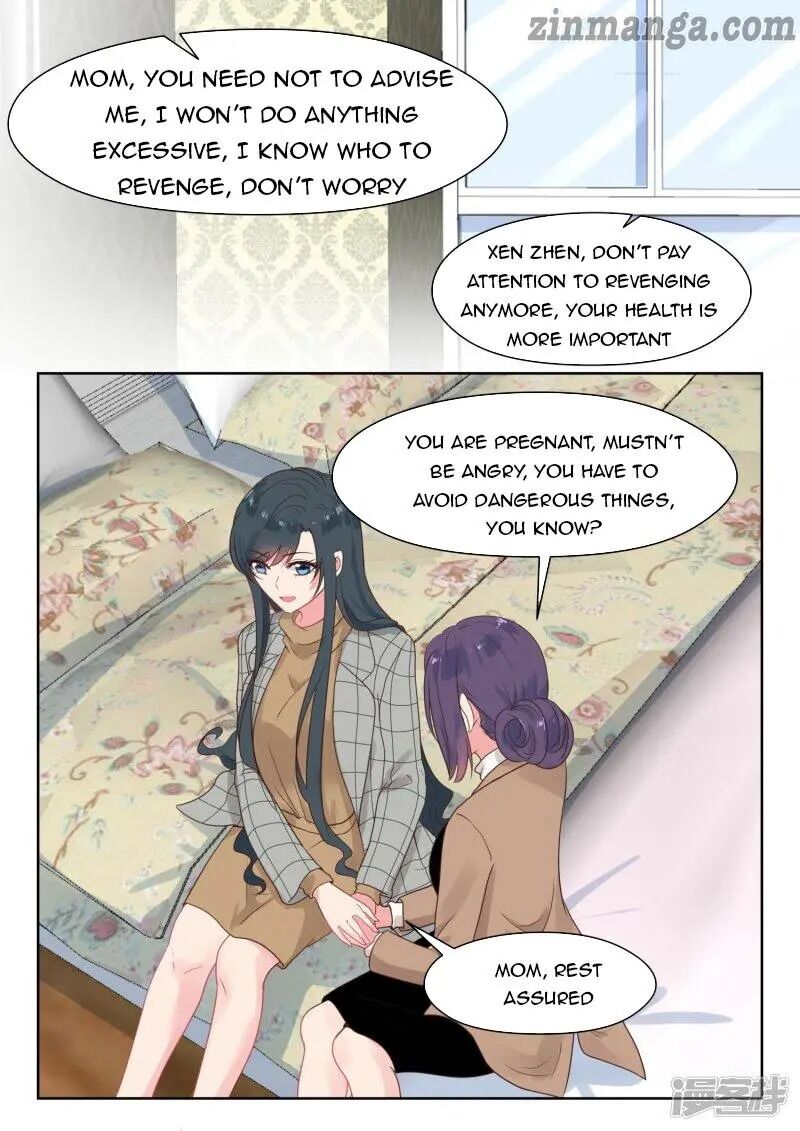 zinmanga.com
MOM, YOU NEED NOT TO ADVISE
ME, I WON'T DO ANYTHING
EXCESSIVE, I KNOW WHO TO
REVENGE, DON'T WORRY
XEN ZHEN, DON'T PAY
ATTENTION TO REVENGING
ANYMORE, YOUR HEALTH IS
MORE IMPORTANT
YOU ARE PREGNANT, MUSTN'T
BE ANGRY, YOU HAVE TO
AVOID DANGEROUS THINGS,
YOU KNOW?
MOM, REST
ASSURED
漫客栈